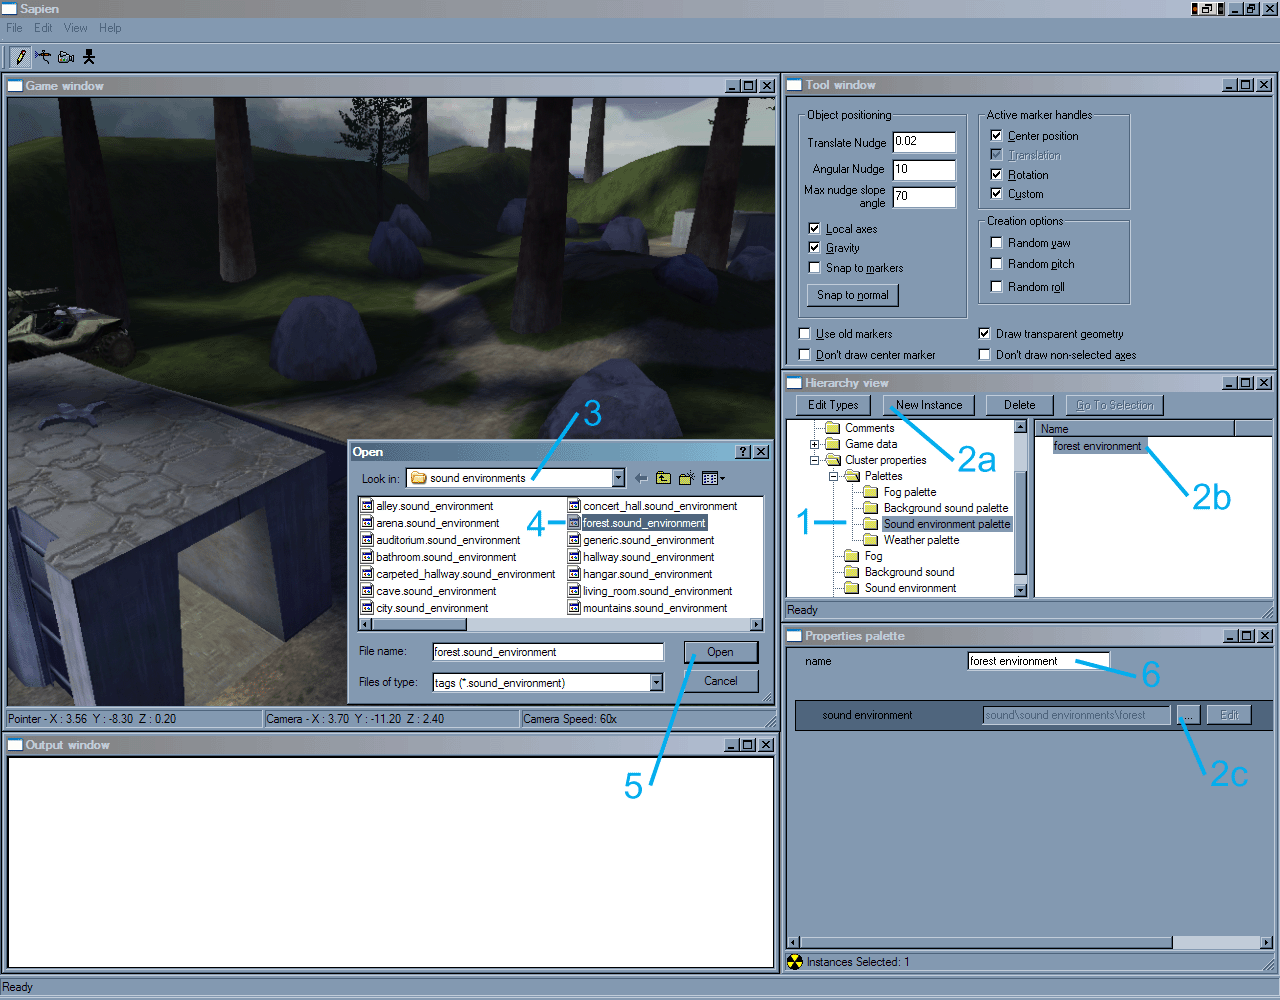 Sapien
File Edit View Help
Game window
Pointer - X : 3.56 Y : -8.30 Z : 0.20
Camera - X : 3.70 Y : -11.20 Z : 2.40
Camera Speed: 60x
Open
Look in: sound environments
3
alley.sound_environment
arena.sound_environment
auditorium.sound_environment
bathroom.sound_environment
carpeted_hallway.sound_environment
cave.sound_environment
city.sound_environment
concert_hall.sound_environment
4
forest.sound_environment
generic.sound_environment
hallway.sound_environment
hangar.sound_environment
living_room.sound_environment
mountains.sound_environment
File name: forest.sound_environment
Open
Files of type: tags (*.sound_environment)
Cancel
5
Output window
Tool window
Object positioning
Translate Nudge 0.02
Angular Nudge 10
Max nudge slope
angle 70
Local axes
Gravity
Snap to markers
Snap to normal
Active marker handles
Center position
Translation
Rotation
Custom
Creation options
Random yaw
Random pitch
Random roll
Use old markers
Don't draw center marker
Draw transparent geometry
Don't draw non-selected axes
Hierarchy view
Edit Types New Instance Delete Go To Selection
2a
Comments
Game data
Cluster properties
Palettes
Fog palette
Background sound palette
1
Sound environment palette
Weather palette
Fog
Background sound
Sound environment
Name
forest environment
2b
Ready
Properties palette
name forest environment
6
sound environment sound\sound environments\forest ... Edit
2c
Instances Selected: 1
Ready